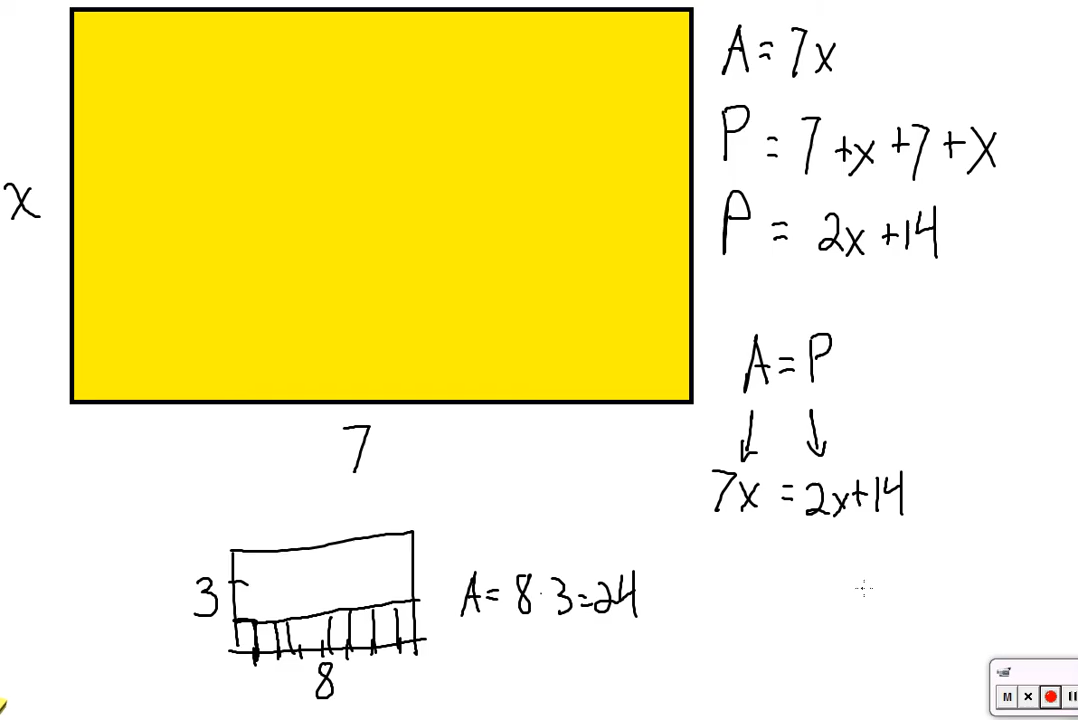 A = 7x
P = 7 + x + 7 + x
P = 2x + 14
x
A = P
7
7x = 2x + 14
3
A = 8 · 3 = 24
8
M